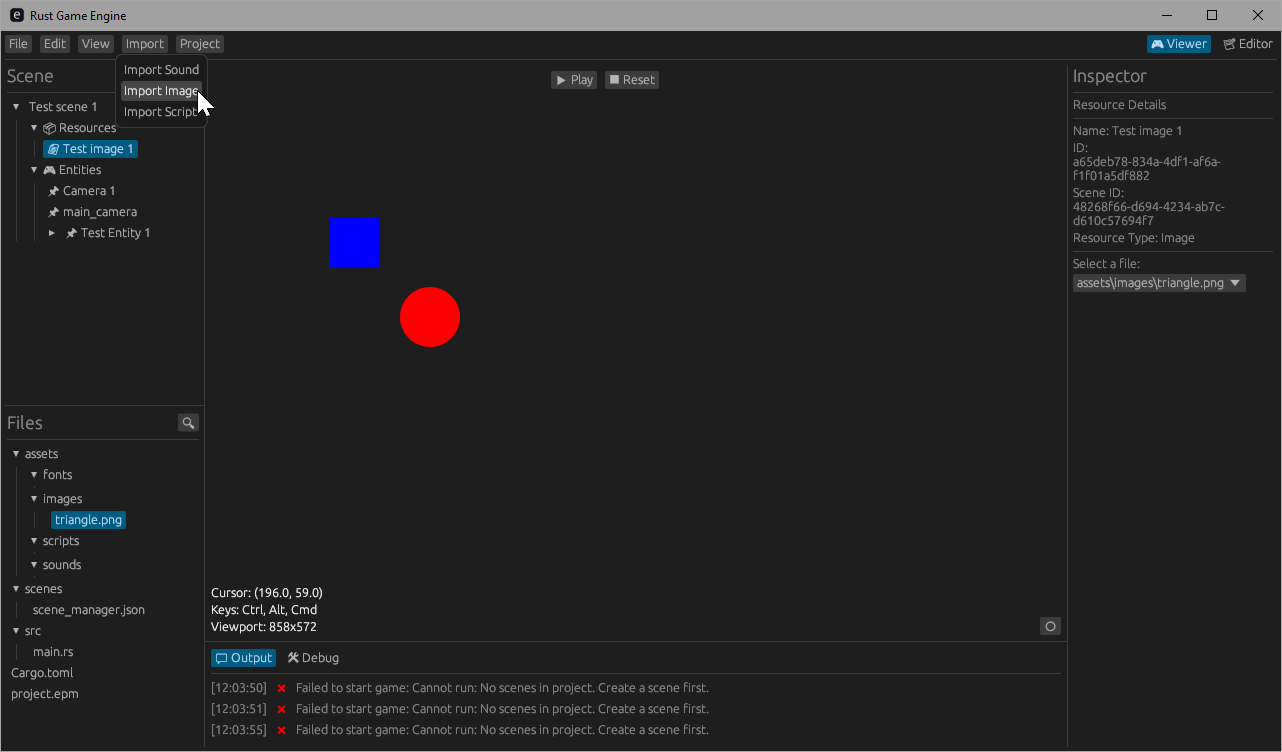 Rust Game Engine
File Edit View Import Project
Viewer Editor
Import Sound
Import Image
Import Script
Scene
Test scene 1
Resources
Test image 1
Entities
Camera 1
main_camera
Test Entity 1
Play Reset
Inspector
Resource Details
Name: Test image 1
ID:
a65deb78-834a-4df1-af6a-
f1f01a5df882
Scene ID:
48268f66-d694-4234-ab7c-
d610c57694f7
Resource Type: Image
Select a file:
assets\images\triangle.png
Files
assets
fonts
images
triangle.png
scripts
sounds
scenes
scene_manager.json
src
main.rs
Cargo.toml
project.epm
Cursor: (196.0, 59.0)
Keys: Ctrl, Alt, Cmd
Viewport: 858x572
Output Debug
[12:03:50] Failed to start game: Cannot run: No scenes in project. Create a scene first.
[12:03:51] Failed to start game: Cannot run: No scenes in project. Create a scene first.
[12:03:55] Failed to start game: Cannot run: No scenes in project. Create a scene first.